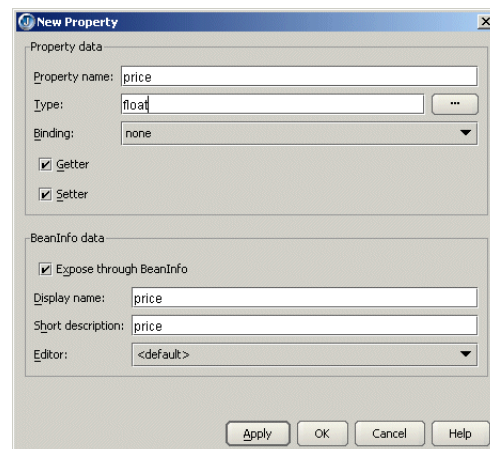 New Property
Property data
Property name: price
Type: float ...
Binding: none
Getter
Setter
BeanInfo data
Expose through BeanInfo
Display name: price
Short description: price
Editor: <default>
Apply OK Cancel Help